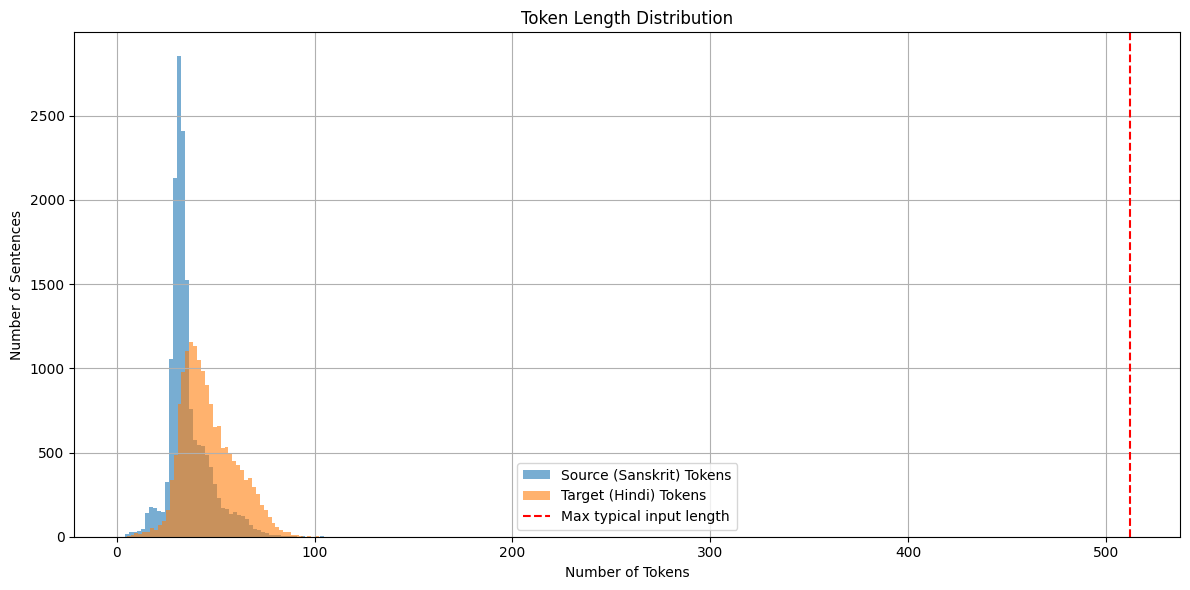 Token Length Distribution
Number of Sentences
2500
2000
1500
1000
500
0
Source (Sanskrit) Tokens
Target (Hindi) Tokens
Max typical input length
0 100 200 300 400 500
Number of Tokens